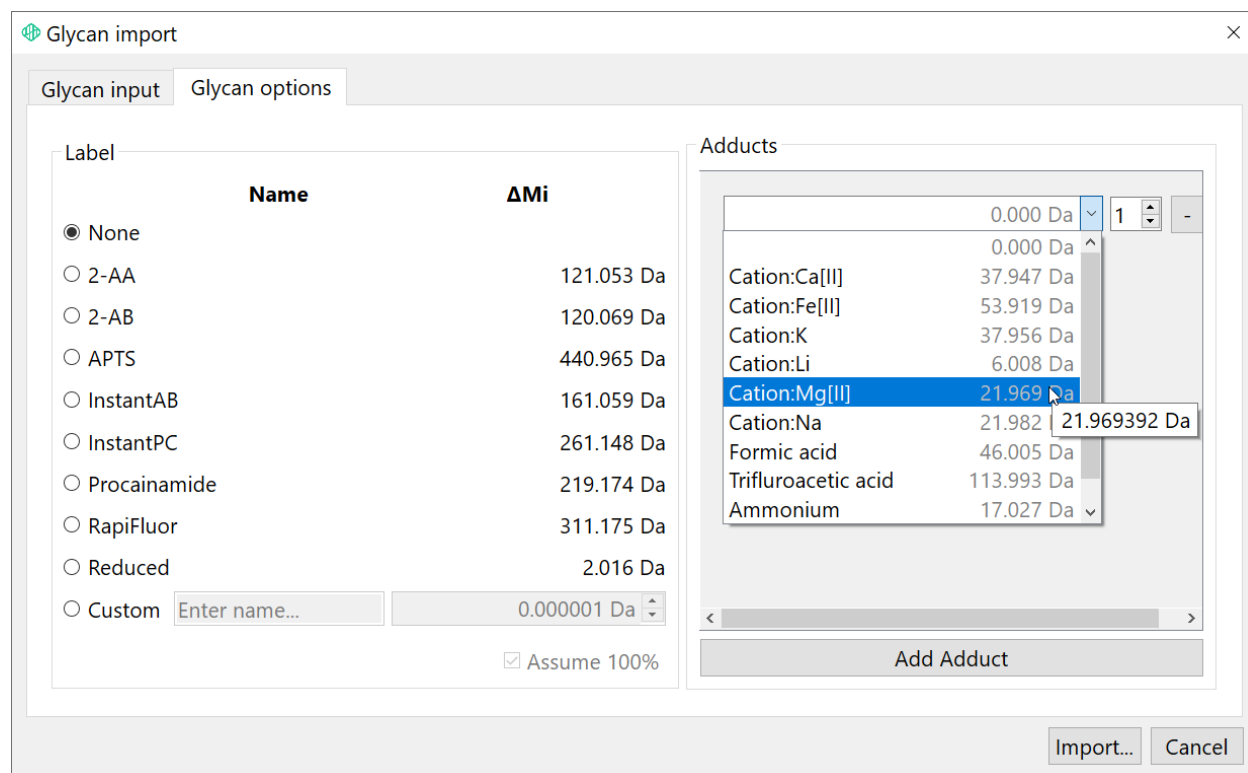 Glycan import
Glycan input
Glycan options
Label
Name ΔMi
None
2-AA 121.053 Da
2-AB 120.069 Da
APTS 440.965 Da
InstantAB 161.059 Da
InstantPC 261.148 Da
Procainamide 219.174 Da
RapiFluor 311.175 Da
Reduced 2.016 Da
Custom Enter name... 0.000001 Da
Assume 100%
Adducts
0.000 Da 1 -
0.000 Da
Cation:Ca[II] 37.947 Da
Cation:Fe[II] 53.919 Da
Cation:K 37.956 Da
Cation:Li 6.008 Da
Cation:Mg[II] 21.969 Da
Cation:Na 21.982
21.969392 Da
Formic acid 46.005 Da
Trifluroacetic acid 113.993 Da
Ammonium 17.027 Da
Add Adduct
Import... Cancel